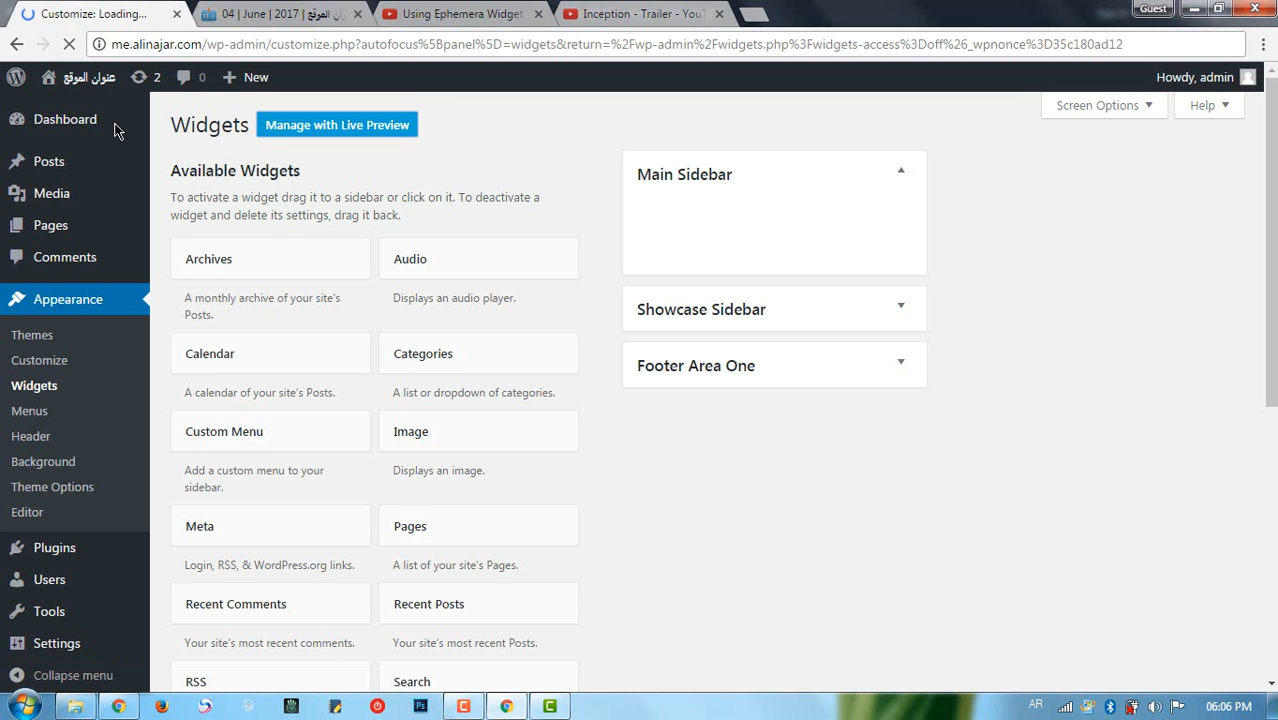 Customize: Loading...
04 | June | 2017 | عنوان الموقع
Using Ephemera Widget
Inception - Trailer - YouT
Guest
me.alinajar.com/wp-admin/customize.php?autofocus%5Bpanel%5D=widgets&return=%2Fwp-admin%2Fwidgets.php%3Fwidgets-access%3Doff%26_wpnonce%3D35c180ad12
عنوان الموقع
2
0
New
Howdy, admin
Dashboard
Posts
Media
Pages
Comments
Appearance
Themes
Customize
Widgets
Menus
Header
Background
Theme Options
Editor
Plugins
Users
Tools
Settings
Collapse menu
Screen Options
Help
Widgets
Manage with Live Preview
Available Widgets
To activate a widget drag it to a sidebar or click on it. To deactivate a
widget and delete its settings, drag it back.
Archives
A monthly archive of your site's
Posts.
Audio
Displays an audio player.
Calendar
A calendar of your site's Posts.
Categories
A list or dropdown of categories.
Custom Menu
Add a custom menu to your
sidebar.
Image
Displays an image.
Meta
Login, RSS, & WordPress.org links.
Pages
A list of your site's Pages.
Recent Comments
Your site's most recent comments.
Recent Posts
Your site's most recent Posts.
RSS
Search
Main Sidebar
Showcase Sidebar
Footer Area One
Ps
AR
06:06 PM